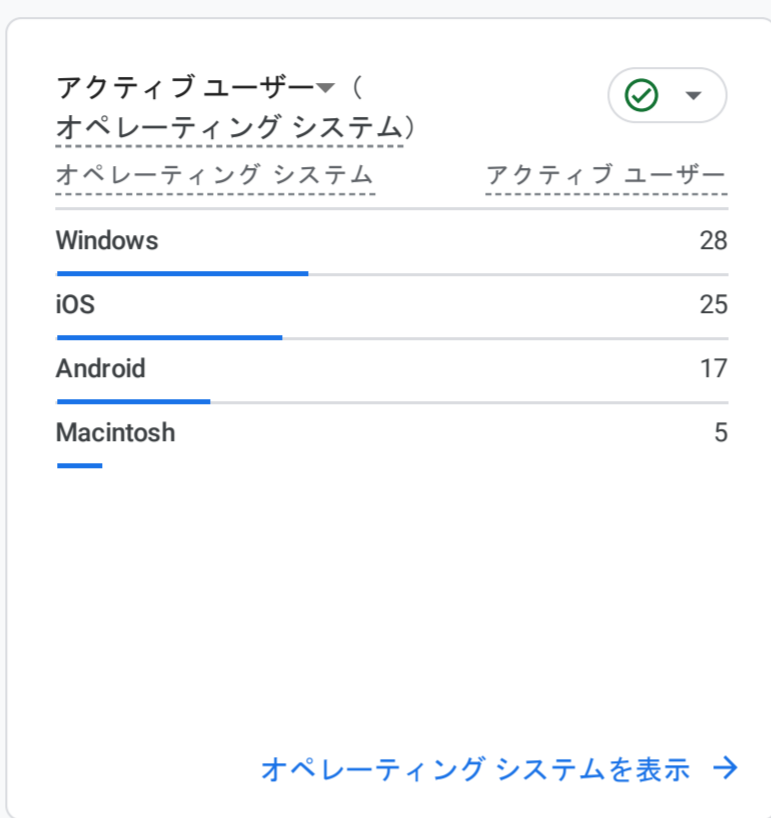 アクティブ ユーザー▼（
オペレーティング システム）
オペレーティング システム アクティブ ユーザー
Windows 28
iOS 25
Android 17
Macintosh 5
オペレーティング システムを表示 →